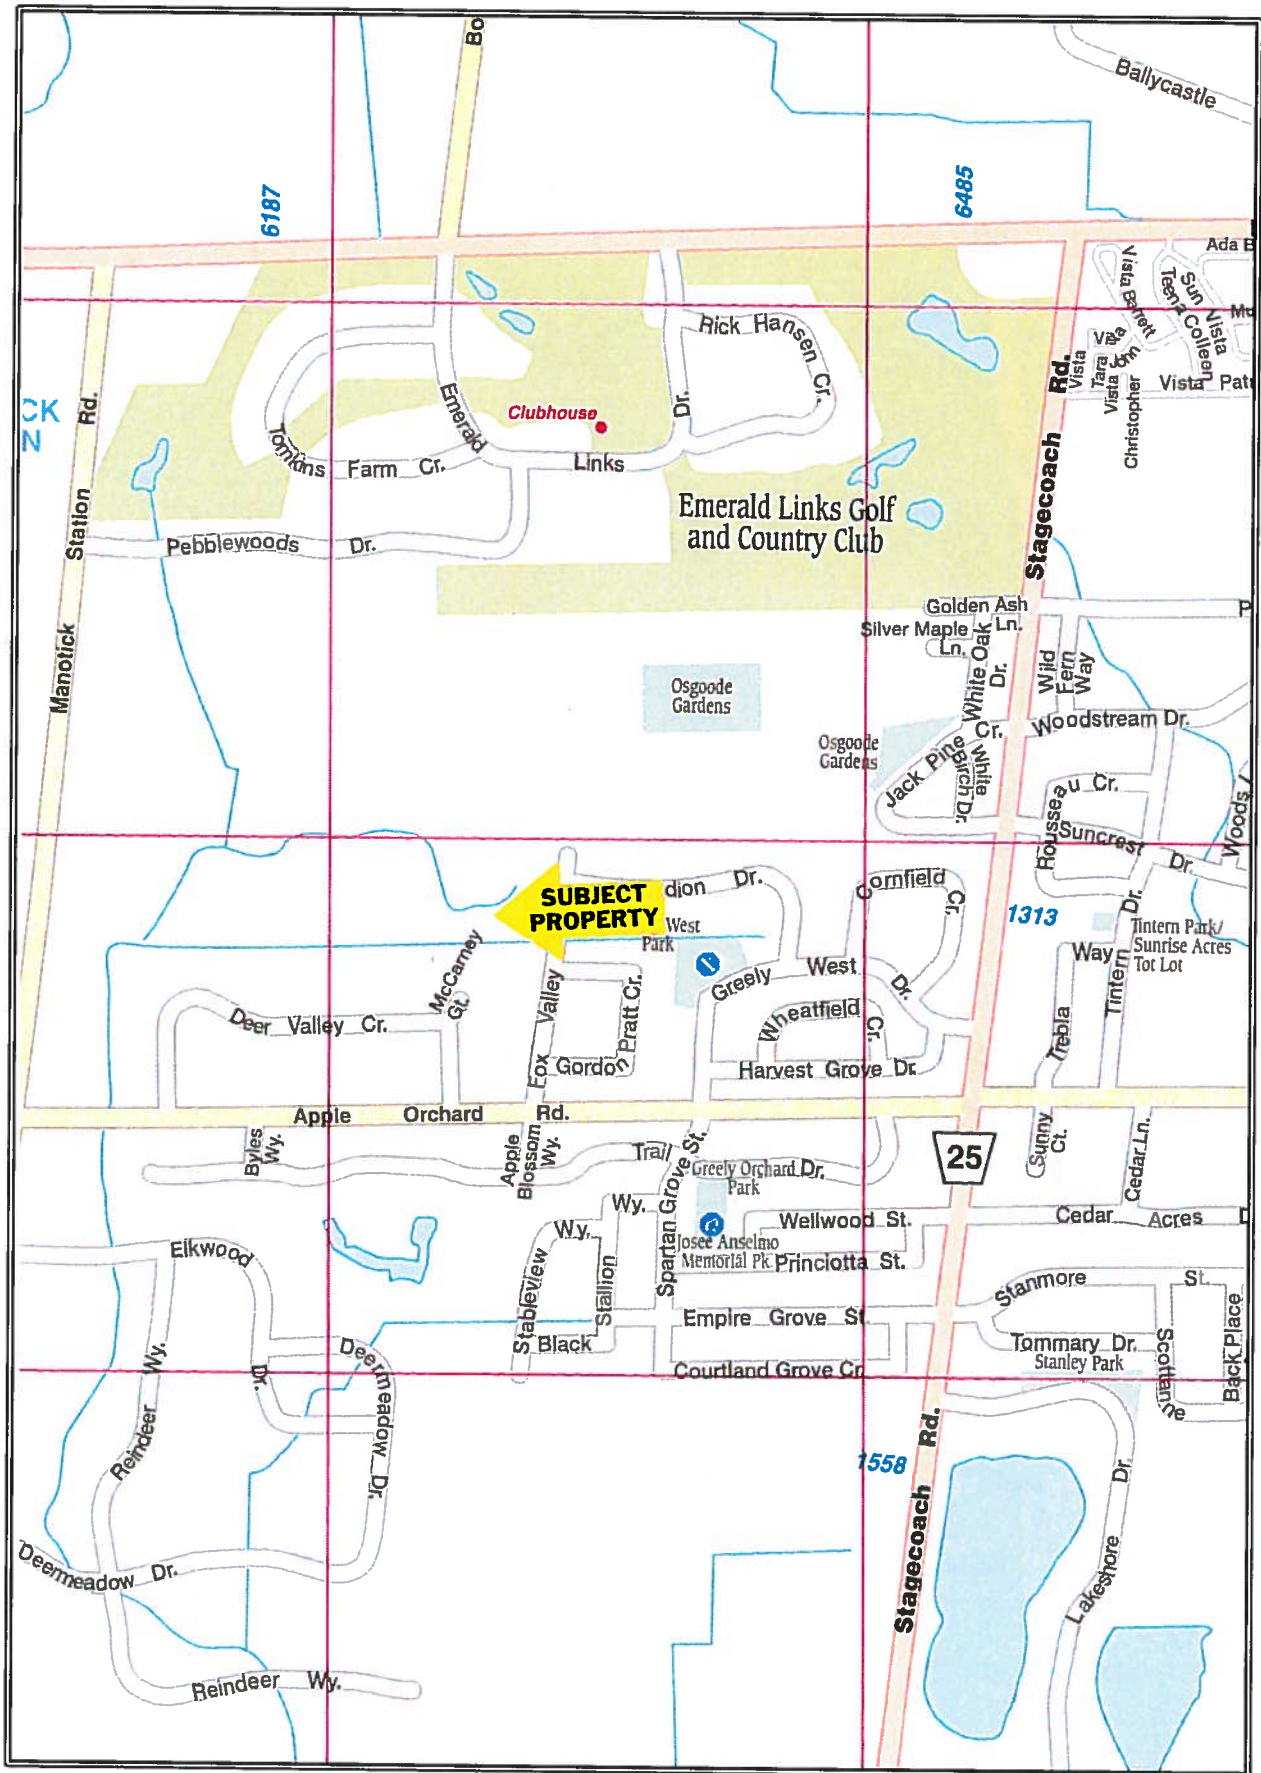 Bo
Ballycastle
6187
6485
Ada B
Vista Barrett
Sun Vista
Teena Colleen
Mu
Rick Hansen Cr.
Vista
Vista
Tara
Vista John
Christopher
Vista Pat
CK
N
Manotick Station Rd.
Stagecoach Rd.
Emerald Links Dr.
Clubhouse
Tomkins Farm Cr.
Emerald Links Golf
and Country Club
Pebblewoods Dr.
Golden Ash
Ln.
Silver Maple
Ln.
White Oak
Dr.
Wild
Fern
Way
P
Osgoode
Gardens
Osgoode
Gardens
Jack Pine Cr.
White
Birch Dr.
Woodstream Dr.
Rousseau Cr.
Suncrest Dr.
Woods
SUBJECT
PROPERTY
dion Dr.
West
Park
Cornfield Cr.
1313
Tintern Park/
Sunrise Acres
Tot Lot
Tintern Dr.
Trebla Way
McCarney
Gt.
Deer Valley Cr.
Fox Valley
Gordon Pratt Cr.
Greely West Dr.
Wheatfield Cr.
Harvest Grove Dr.
Apple Orchard Rd.
Byles
Wy.
Apple
Blossom
Wy.
Trail
Greely Orchard
Park
Dr.
Spartan Grove St.
25
Sunny
Ct.
Cedar Ln.
Cedar Acres D
Wellwood St.
Josee Anselmo
Memorial Pk
Princiotta St.
Elkwood Dr.
Stableview Wy.
Black Stallion Wy.
Empire Grove St.
Courtland Grove Cr.
Stanmore St.
Tommary Dr.
Stanley Park
Scottanne
Back Place
Reindeer Wy.
Deermeadow Dr.
1558
Stagecoach Rd.
Lakeshore Dr.
Deermeadow Dr.
Reindeer Wy.